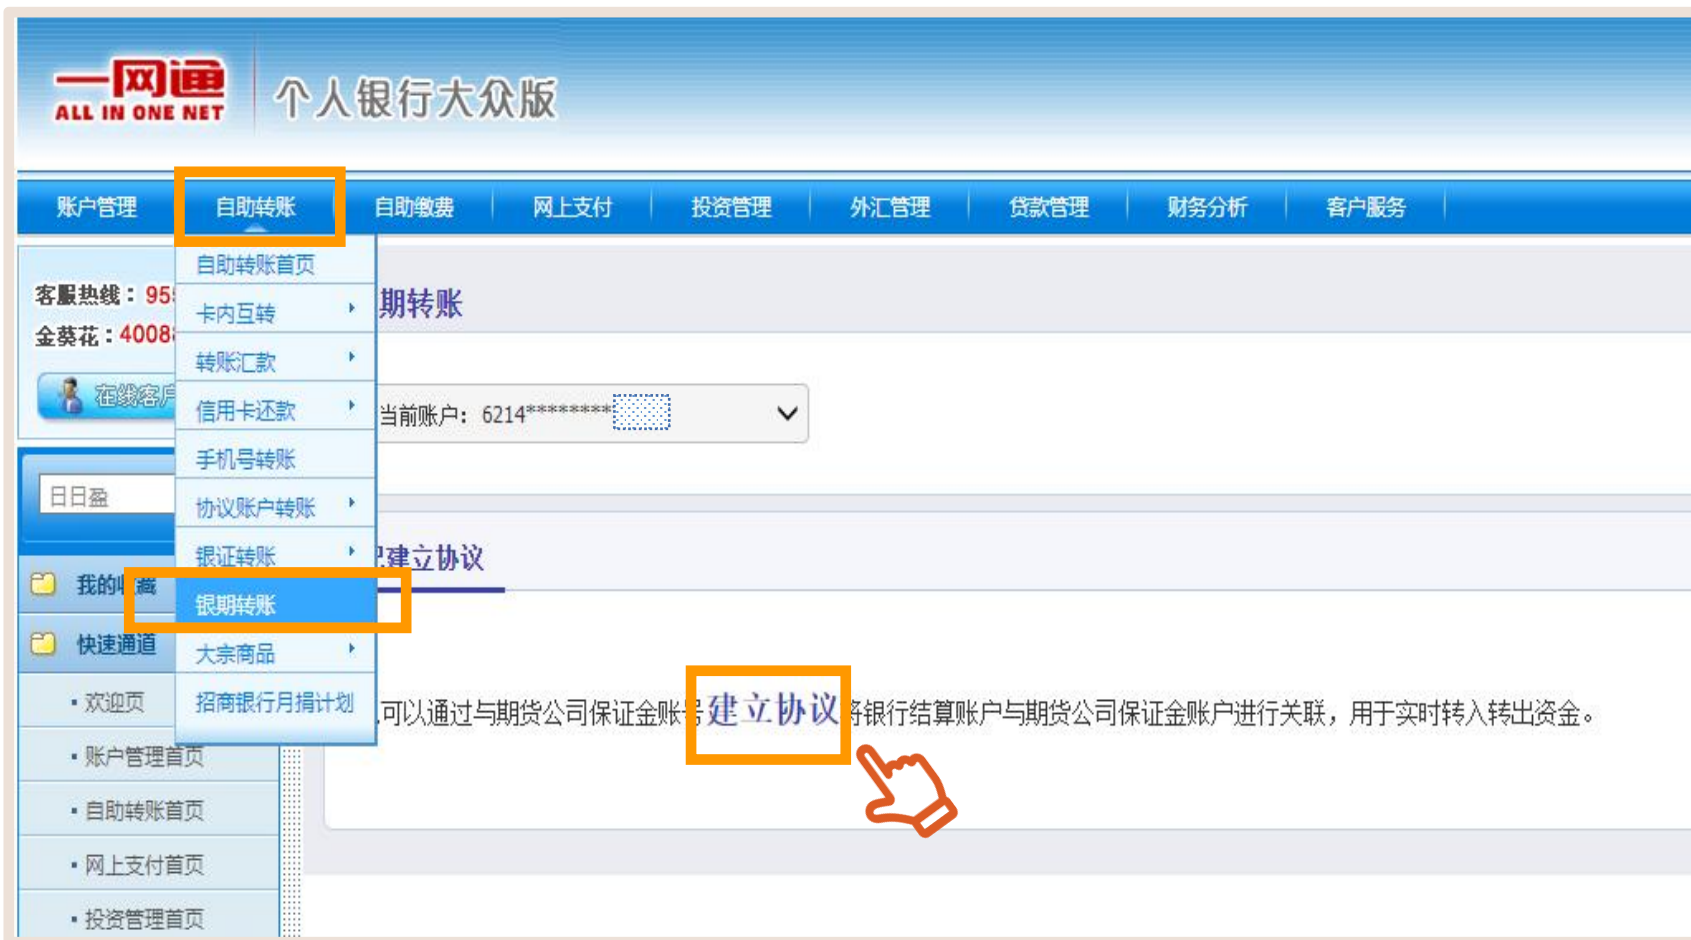 一网通
ALL IN ONE NET
个人银行大众版
账户管理 自助转账 自助缴费 网上支付 投资管理 外汇管理 贷款管理 财务分析 客户服务
自助转账首页
卡内互转
转账汇款
信用卡还款
手机号转账
协议账户转账
银证转账
银期转账
大宗商品
招商银行月捐计划
客服热线：95
金葵花：4008
在线客户
日日盈
我的收藏
快速通道
欢迎页
账户管理首页
自助转账首页
网上支付首页
投资管理首页
期转账
当前账户：6214********
建立协议
可以通过与期货公司保证金账号建立协议将银行结算账户与期货公司保证金账户进行关联，用于实时转入转出资金。